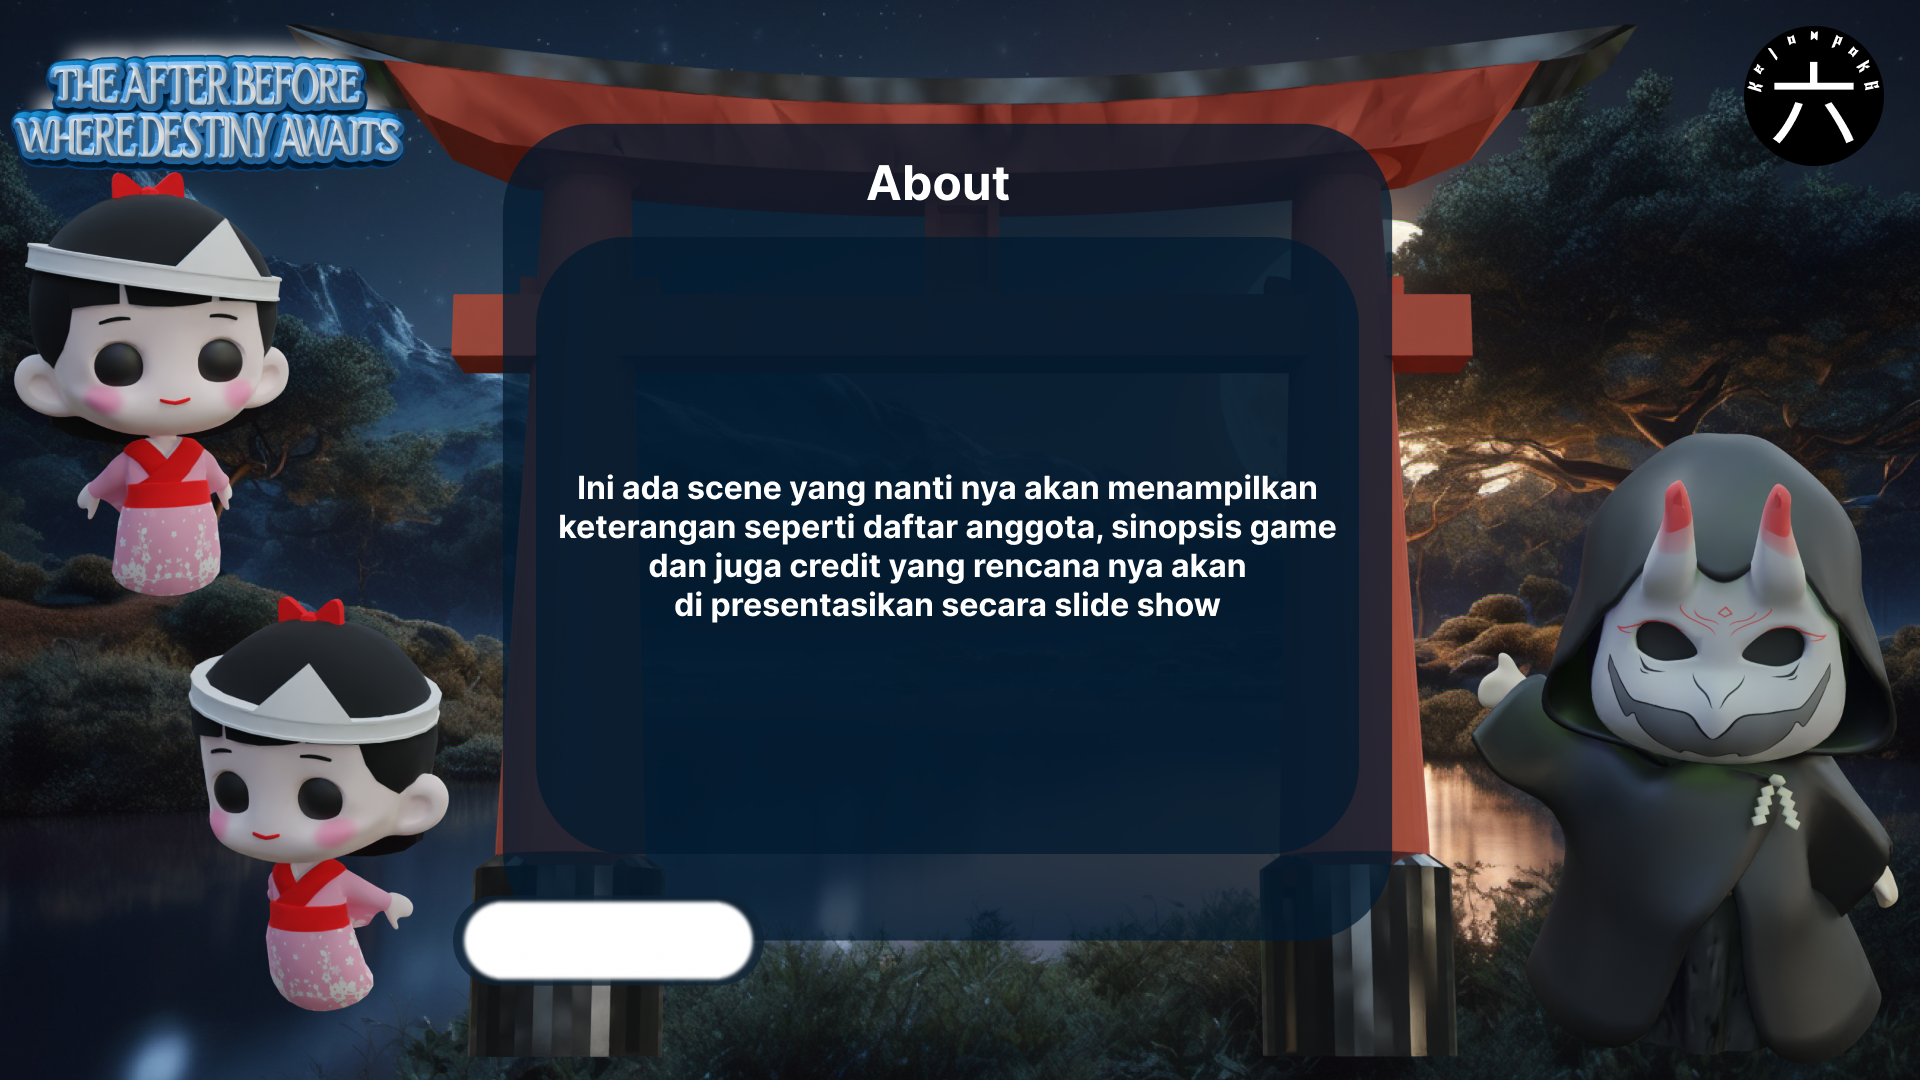 THE AFTER BEFORE
WHERE DESTINY AWAITS
Kelompok6
六
About
Ini ada scene yang nanti nya akan menampilkan
keterangan seperti daftar anggota, sinopsis game
dan juga credit yang rencana nya akan
di presentasikan secara slide show